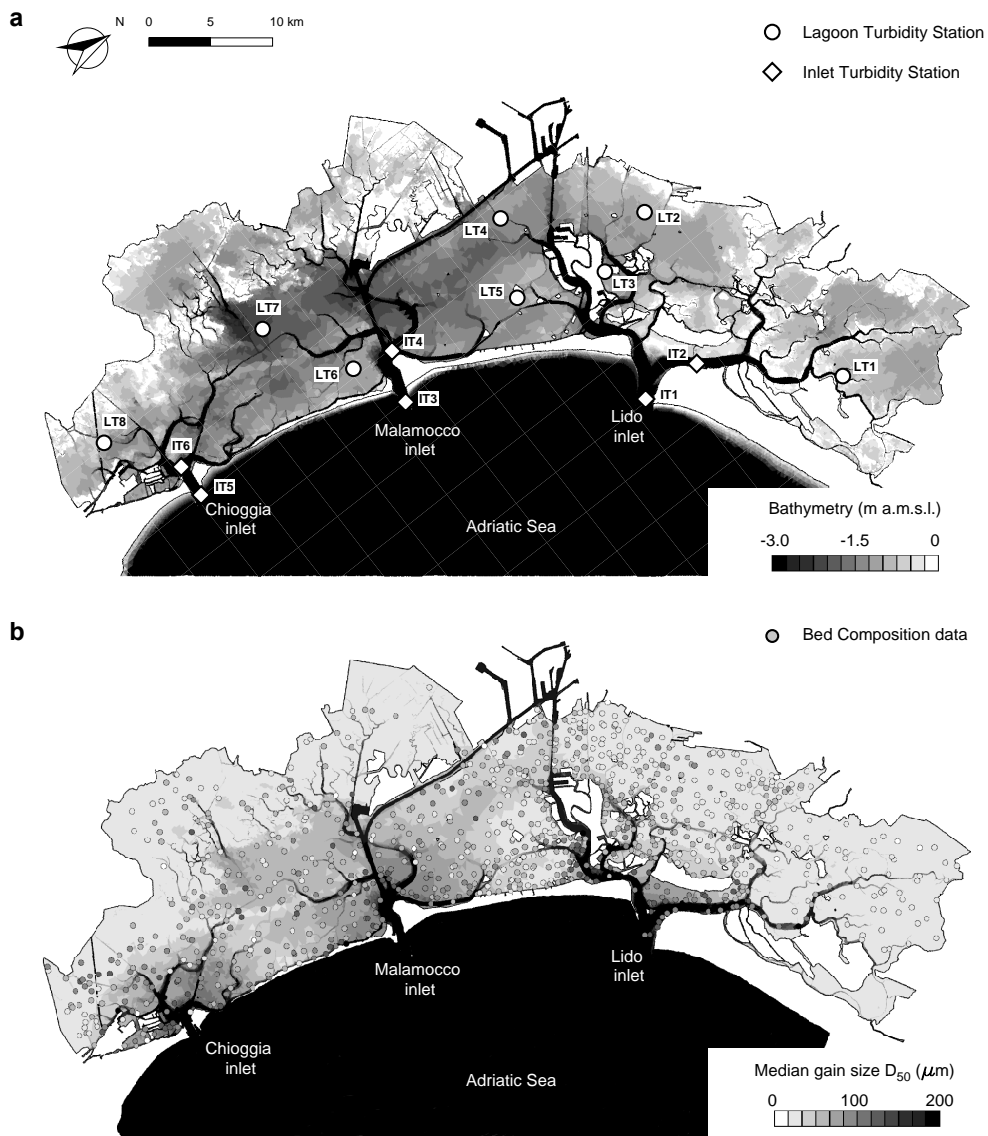 a
N 0 5 10 km
Lagoon Turbidity Station
Inlet Turbidity Station
LT4
LT2
LT3
LT5
LT7
IT4
LT6
IT2
LT1
IT3
IT1
Malamocco
inlet
Lido
inlet
LT8
IT6
IT5
Chioggia
inlet
Adriatic Sea
Bathymetry (m a.m.s.l.)
-3.0 -1.5 0
b
Bed Composition data
Malamocco
inlet
Lido
inlet
Chioggia
inlet
Adriatic Sea
Median gain size D50 (μm)
0 100 200